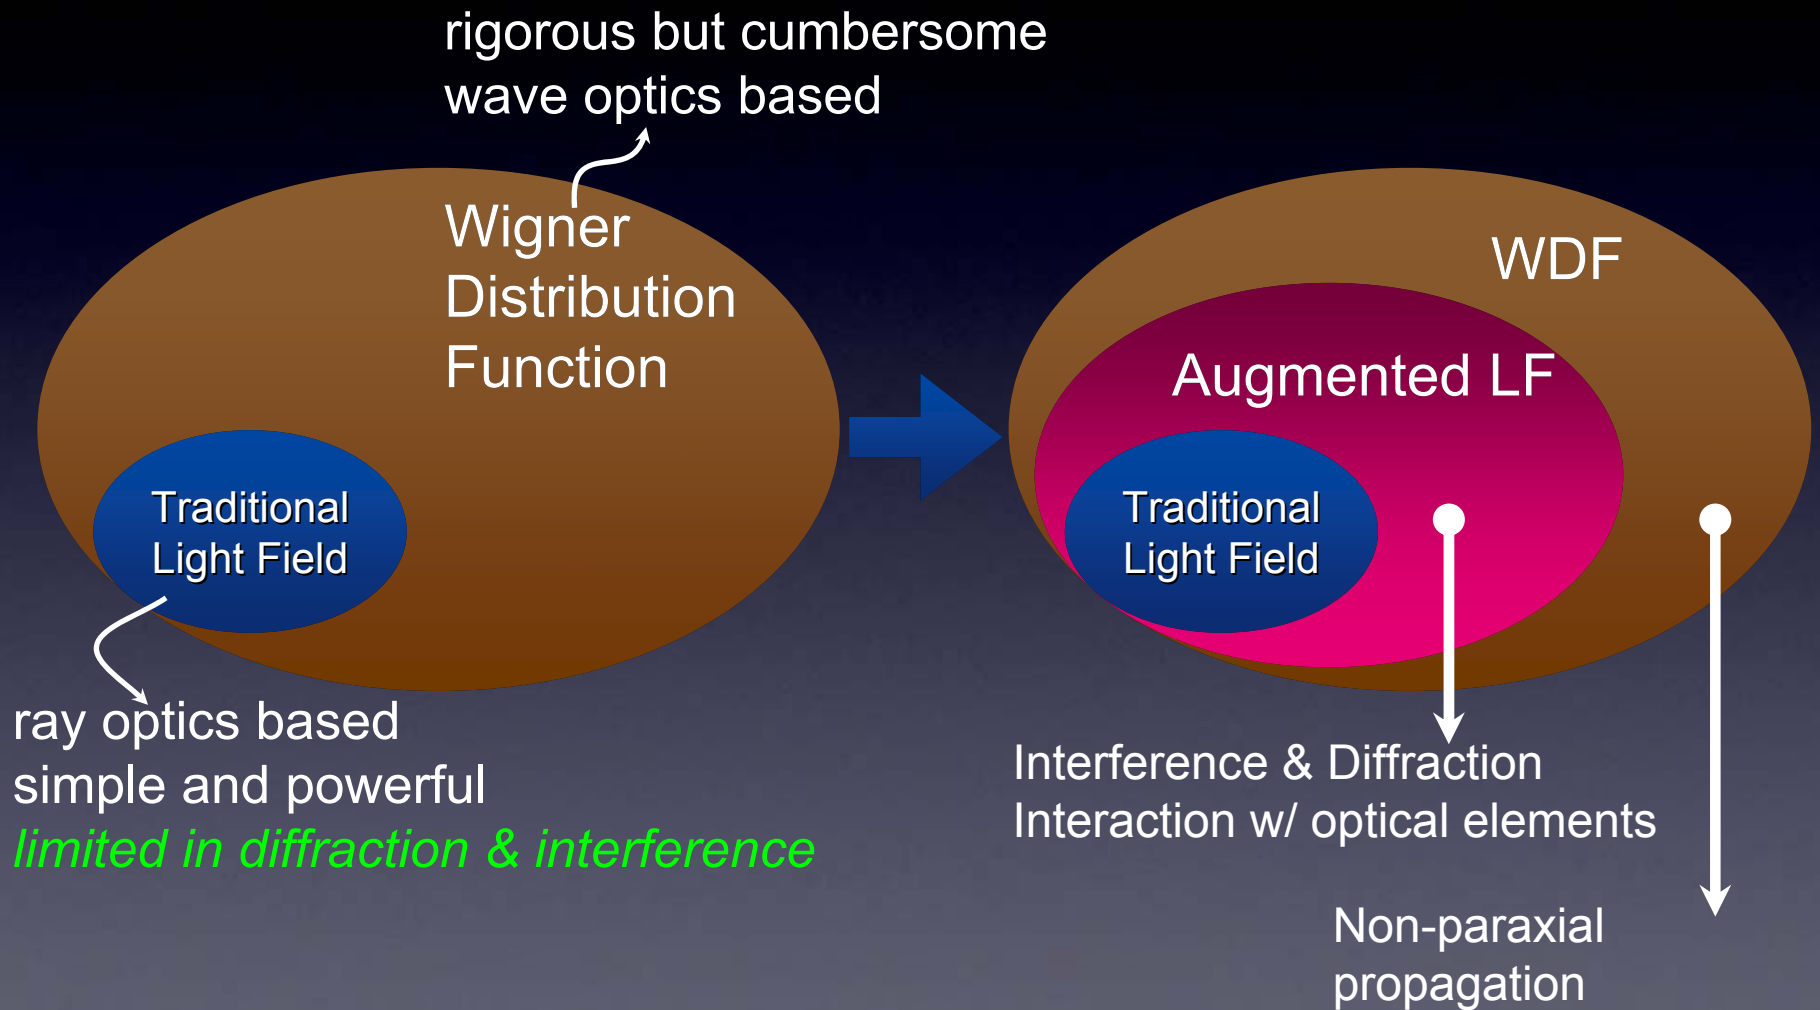 rigorous but cumbersome
wave optics based
Wigner
Distribution
Function
Traditional
Light Field
ray optics based
simple and powerful
limited in diffraction & interference
WDF
Augmented LF
Traditional
Light Field
Interference & Diffraction
Interaction w/ optical elements
Non-paraxial
propagation